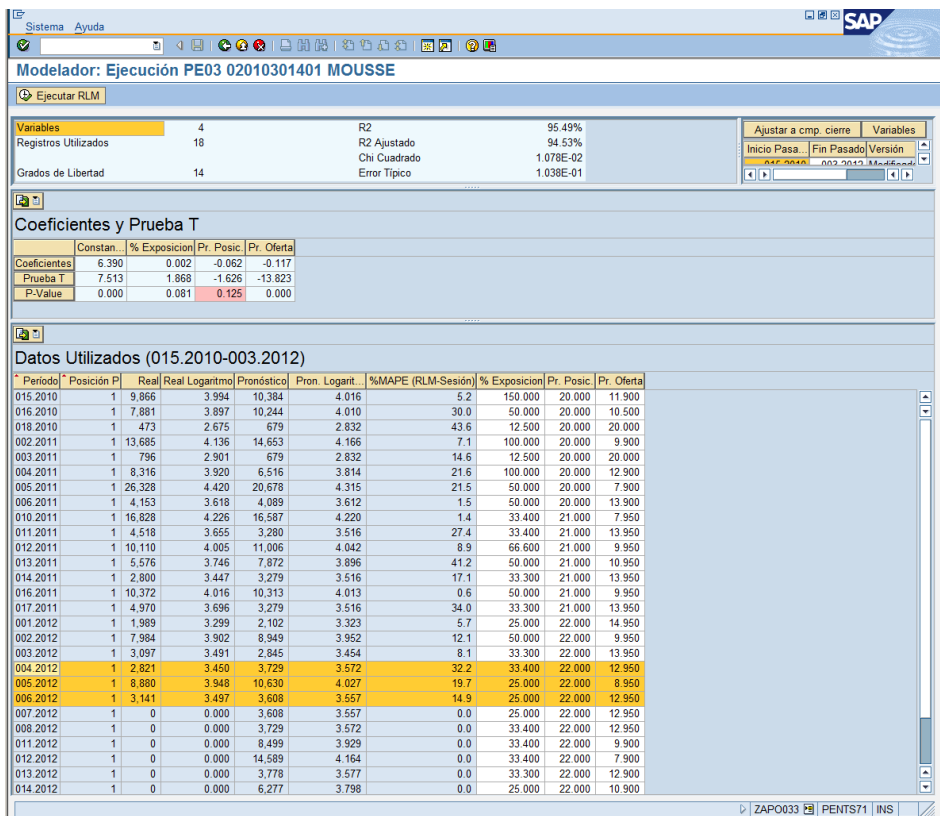 Sistema Ayuda
SAP
Modelador: Ejecución PE03 02010301401 MOUSSE
Ejecutar RLM
Variables 4 R2 95.49%
Registros Utilizados 18 R2 Ajustado 94.53%
Chi Cuadrado 1.078E-02
Grados de Libertad 14 Error Típico 1.038E-01
Ajustar a cmp. cierre Variables
Inicio Pasa... Fin Pasado Versión
015.2010 003.2012
Coeficientes y Prueba T
Constan... % Exposicion Pr. Posic. Pr. Oferta
Coeficientes 6.390 0.002 -0.062 -0.117
Prueba T 7.513 1.868 -1.626 -13.823
P-Value 0.000 0.081 0.125 0.000
Datos Utilizados (015.2010-003.2012)
Período Posición P Real Real Logaritmo Pronóstico Pron. Logarit... %MAPE (RLM-Sesión) % Exposicion Pr. Posic. Pr. Oferta
015.2010 1 9,866 3.994 10,384 4.016 5.2 150.000 20.000 11.900
016.2010 1 7,881 3.897 10,244 4.010 30.0 50.000 20.000 10.500
018.2010 1 473 2.675 679 2.832 43.6 12.500 20.000 20.000
002.2011 1 13,685 4.136 14,653 4.166 7.1 100.000 20.000 9.900
003.2011 1 796 2.901 679 2.832 14.6 12.500 20.000 20.000
004.2011 1 8,316 3.920 6,516 3.814 21.6 100.000 20.000 12.900
005.2011 1 26,328 4.420 20,678 4.315 21.5 50.000 20.000 7.900
006.2011 1 4,153 3.618 4,089 3.612 1.5 50.000 20.000 13.900
010.2011 1 16,828 4.226 16,587 4.220 1.4 33.400 21.000 7.950
011.2011 1 4,518 3.655 3,280 3.516 27.4 33.400 21.000 13.950
012.2011 1 10,110 4.005 11,006 4.042 8.9 66.600 21.000 9.950
013.2011 1 5,576 3.746 7,872 3.896 41.2 50.000 21.000 10.950
014.2011 1 2,800 3.447 3,279 3.516 17.1 33.300 21.000 13.950
016.2011 1 10,372 4.016 10,313 4.013 0.6 50.000 21.000 9.950
017.2011 1 4,970 3.696 3,279 3.516 34.0 33.300 21.000 13.950
001.2012 1 1,989 3.299 2,102 3.323 5.7 25.000 22.000 14.950
002.2012 1 7,984 3.902 8,949 3.952 12.1 50.000 22.000 9.950
003.2012 1 3,097 3.491 2,845 3.454 8.1 33.300 22.000 13.950
004.2012 1 2,821 3.450 3,729 3.572 32.2 33.400 22.000 12.950
005.2012 1 8,880 3.948 10,630 4.027 19.7 25.000 22.000 8.950
006.2012 1 3,141 3.497 3,608 3.557 14.9 25.000 22.000 12.950
007.2012 1 0 0.000 3,608 3.557 0.0 25.000 22.000 12.950
008.2012 1 0 0.000 3,729 3.572 0.0 33.400 22.000 12.950
011.2012 1 0 0.000 8,499 3.929 0.0 33.400 22.000 9.900
012.2012 1 0 0.000 14,589 4.164 0.0 33.400 22.000 7.900
013.2012 1 0 0.000 3,778 3.577 0.0 33.300 22.000 12.900
014.2012 1 0 0.000 6,277 3.798 0.0 25.000 22.000 10.900
ZAPO033 PENTS71 INS